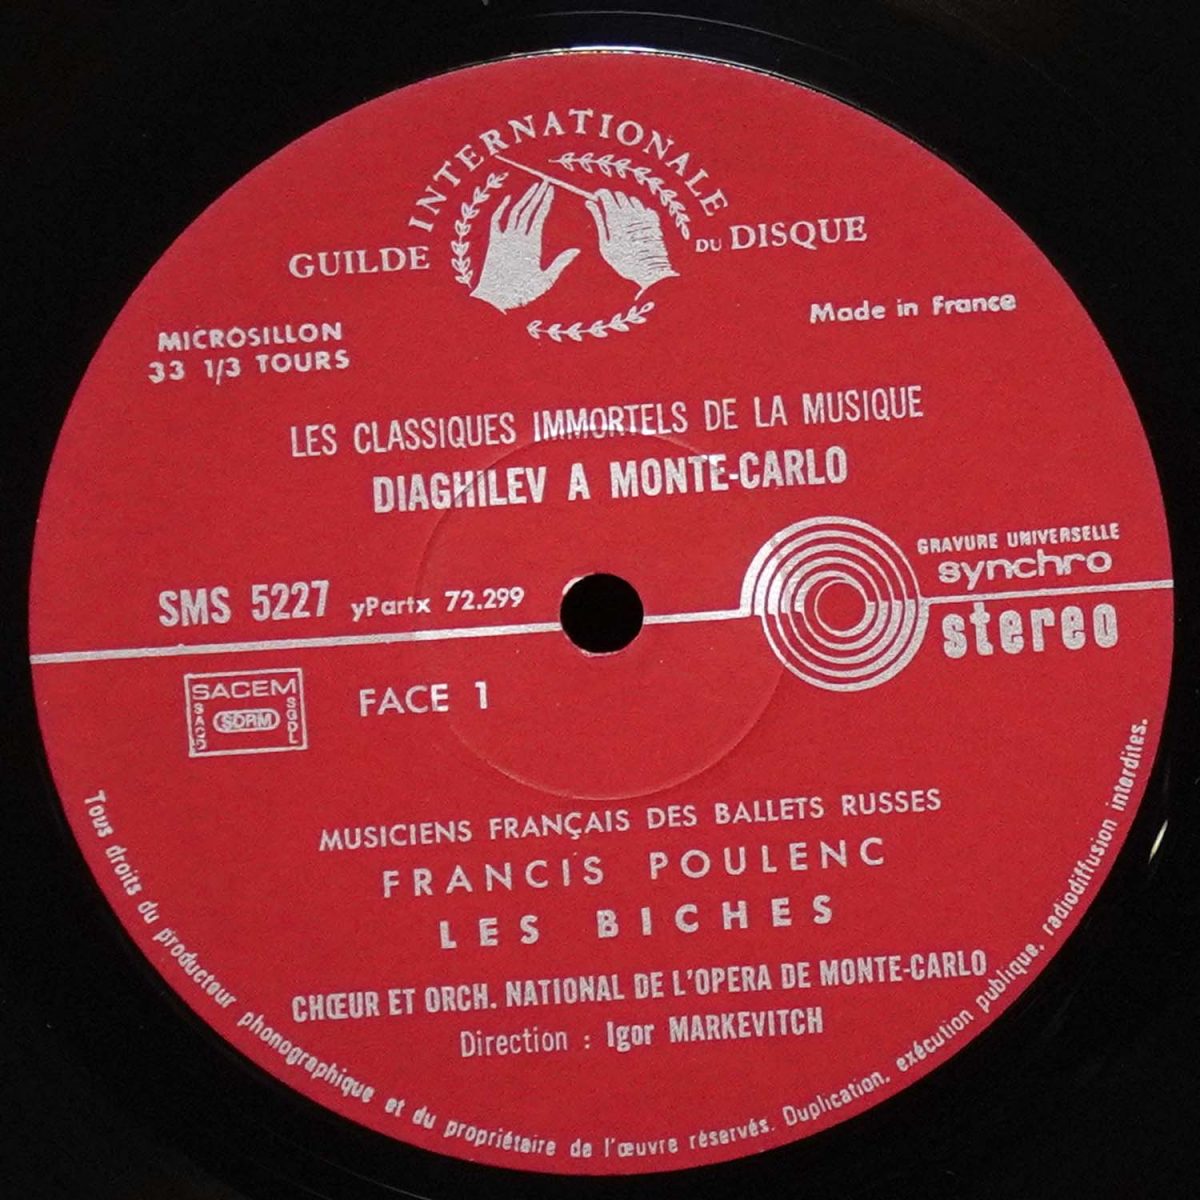 GUILDE INTERNATIONALE DU DISQUE
MICROSILLON
33 1/3 TOURS
Made in France
LES CLASSIQUES IMMORTELS DE LA MUSIQUE
DIAGHILEV A MONTE-CARLO
GRAVURE UNIVERSELLE
synchro
stereo
SMS 5227 yPartx 72.299
SACEM
SACD
SDRM
SGDL
FACE 1
MUSICIENS FRANÇAIS DES BALLETS RUSSES
FRANCIS POULENC
LES BICHES
CHŒUR ET ORCH. NATIONAL DE L'OPERA DE MONTE-CARLO
Direction : Igor MARKEVITCH
Tous droits du producteur phonographique et du propriétaire de l'œuvre réservés. Duplication, exécution publique, radiodiffusion interdites.